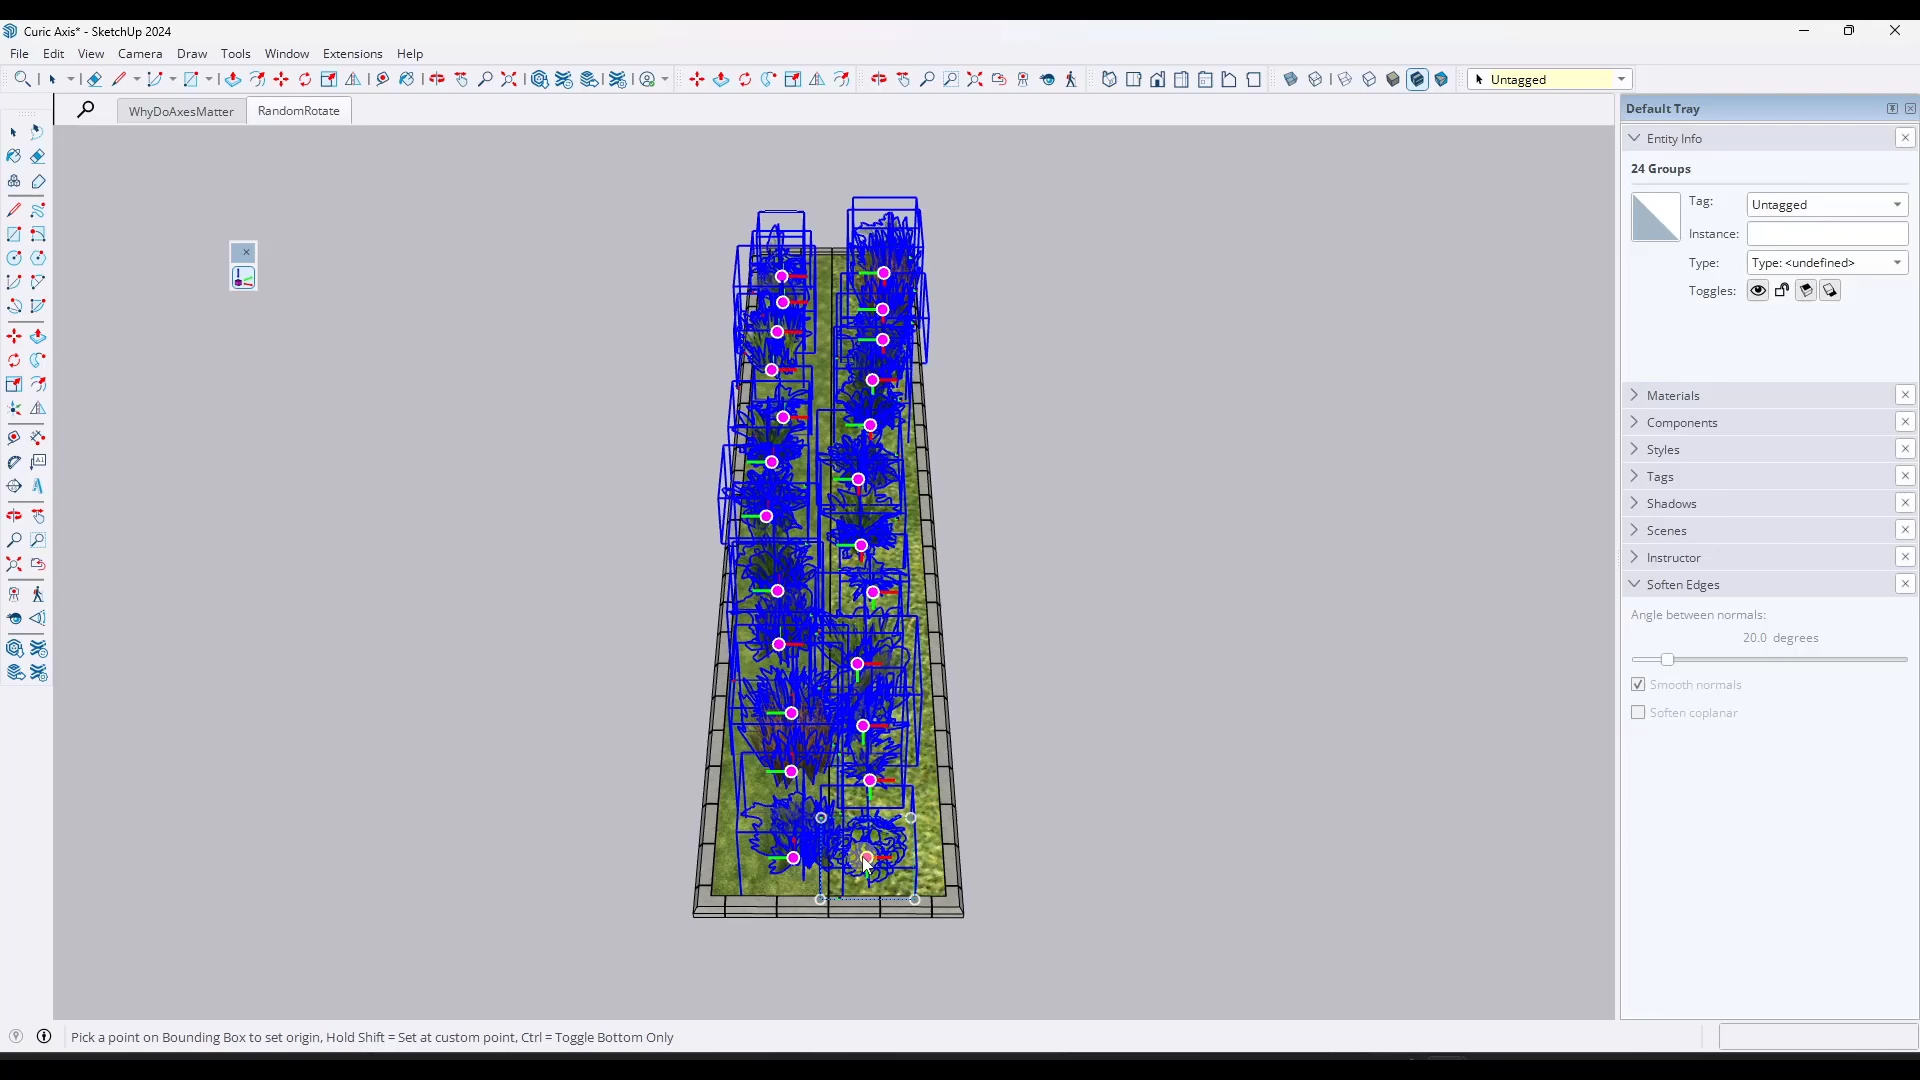 Curic Axis* - SketchUp 2024
File Edit View Camera Draw Tools Window Extensions Help
Untagged
WhyDoAxesMatter RandomRotate
Default Tray
Entity Info
24 Groups
Tag: Untagged
Instance:
Type: Type: <undefined>
Toggles:
Materials
Components
Styles
Tags
Shadows
Scenes
Instructor
Soften Edges
Angle between normals:
20.0 degrees
Smooth normals
Soften coplanar
Pick a point on Bounding Box to set origin, Hold Shift = Set at custom point, Ctrl = Toggle Bottom Only